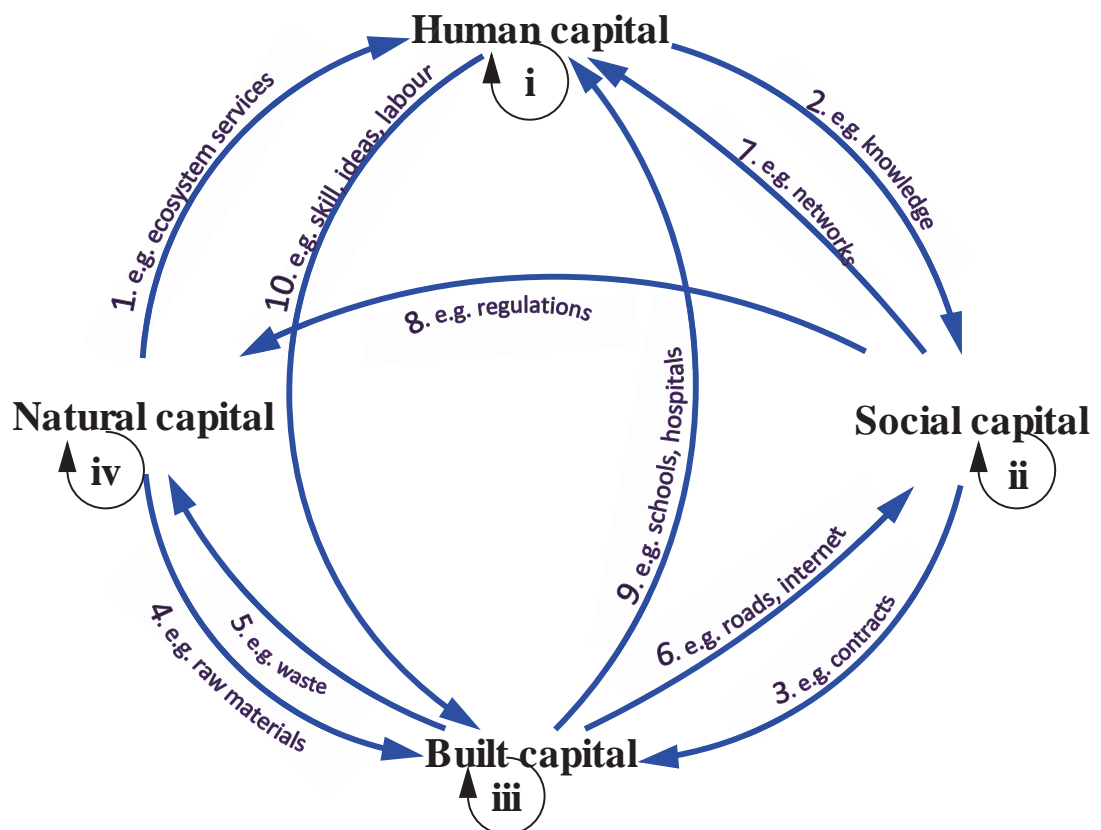 Human capital
i
1. e.g. ecosystem services
10. e.g. skill, ideas, labour
2. e.g. knowledge
7. e.g. networks
8. e.g. regulations
Natural capital
iv
Social capital
ii
9. e.g. schools, hospitals
4. e.g. raw materials
5. e.g. waste
6. e.g. roads, internet
3. e.g. contracts
Built capital
iii